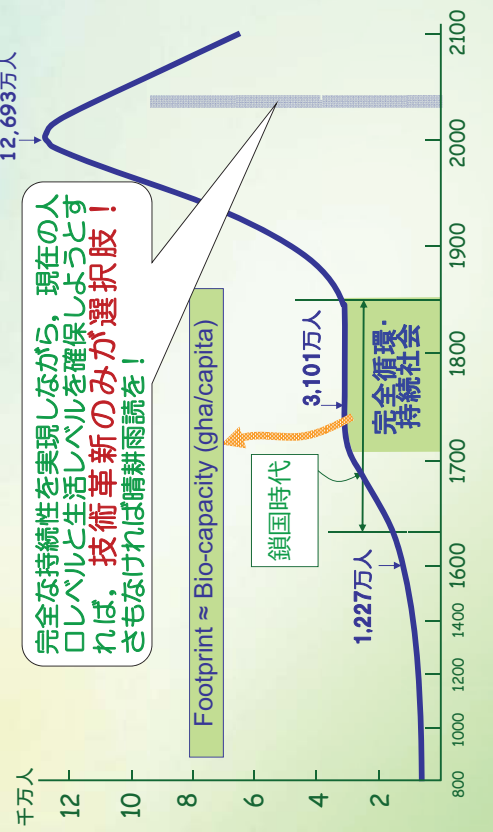 千万人
12
10
8
6
4
2
12,693万人
完全な持続性を実現しながら，現在の人
口レベルと生活レベルを確保しようとす
れば，技術革新のみが選択肢！
さもなければ晴耕雨読を！
Footprint ≈ Bio-capacity (gha/capita)
鎖国時代
3,101万人
1,227万人
完全循環・
持続社会
800
1000
1200
1400
1600
1700
1800
1900
2000
2100